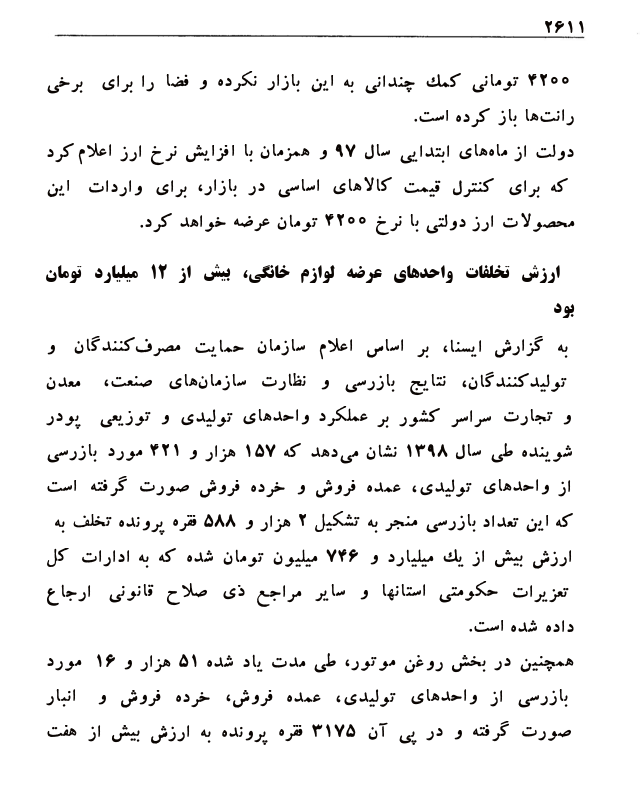 ۲۶۱۱
۴۲۰۰ تومانی کمك چندانی به این بازار نکرده و فضا را برای برخی
رانت‌ها باز کرده است.
دولت از ماه‌های ابتدایی سال ۹۷ و همزمان با افزایش نرخ ارز اعلام کرد
که برای کنترل قیمت کالاهای اساسی در بازار، برای واردات این
محصولات ارز دولتی با نرخ ۴۲۰۰ تومان عرضه خواهد کرد.
ارزش تخلفات واحدهای عرضه لوازم خانگی، بیش از ۱۲ میلیارد تومان
بود
به گزارش ایسنا، بر اساس اعلام سازمان حمایت مصرف‌کنندگان و
تولیدکنندگان، نتایج بازرسی و نظارت سازمان‌های صنعت، معدن
و تجارت سراسر کشور بر عملکرد واحدهای تولیدی و توزیعی پودر
شوینده طی سال ۱۳۹۸ نشان می‌دهد که ۱۵۷ هزار و ۴۲۱ مورد بازرسی
از واحدهای تولیدی، عمده فروش و خرده فروش صورت گرفته است
که این تعداد بازرسی منجر به تشکیل ۲ هزار و ۵۸۸ فقره پرونده تخلف به
ارزش بیش از یك میلیارد و ۷۴۶ میلیون تومان شده که به ادارات کل
تعزیرات حکومتی استانها و سایر مراجع ذی صلاح قانونی ارجاع
داده شده است.
همچنین در بخش روغن موتور، طی مدت یاد شده ۵۱ هزار و ۱۶ مورد
بازرسی از واحدهای تولیدی، عمده فروش، خرده فروش و انبار
صورت گرفته و در پی آن ۳۱۷۵ فقره پرونده به ارزش بیش از هفت